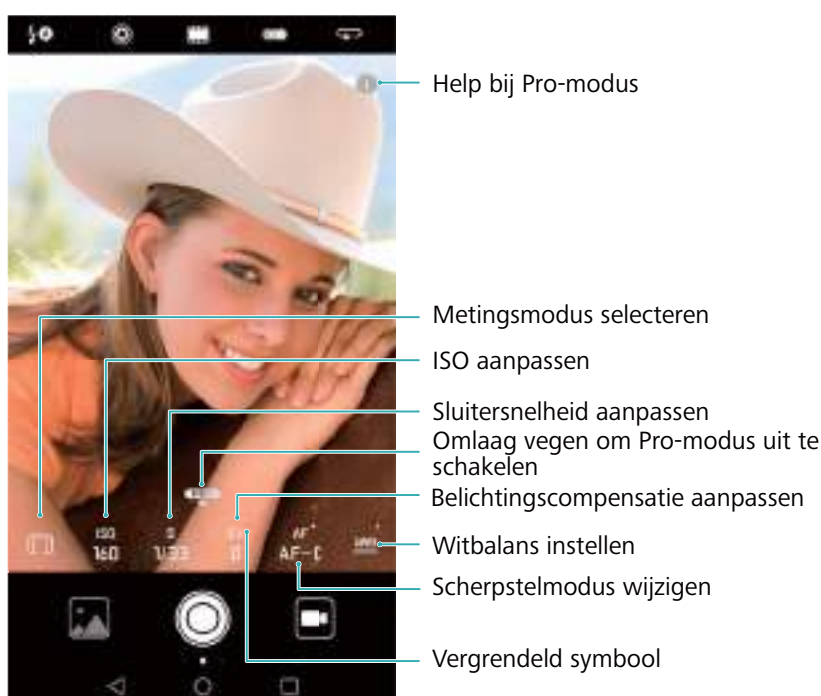 Help bij Pro-modus
Metingsmodus selecteren
ISO aanpassen
Sluitersnelheid aanpassen
Omlaag vegen om Pro-modus uit te
schakelen
Belichtingscompensatie aanpassen
ISO
160
S
1/33
AF
AF-C
Witbalans instellen
Scherpstelmodus wijzigen
Vergrendeld symbool